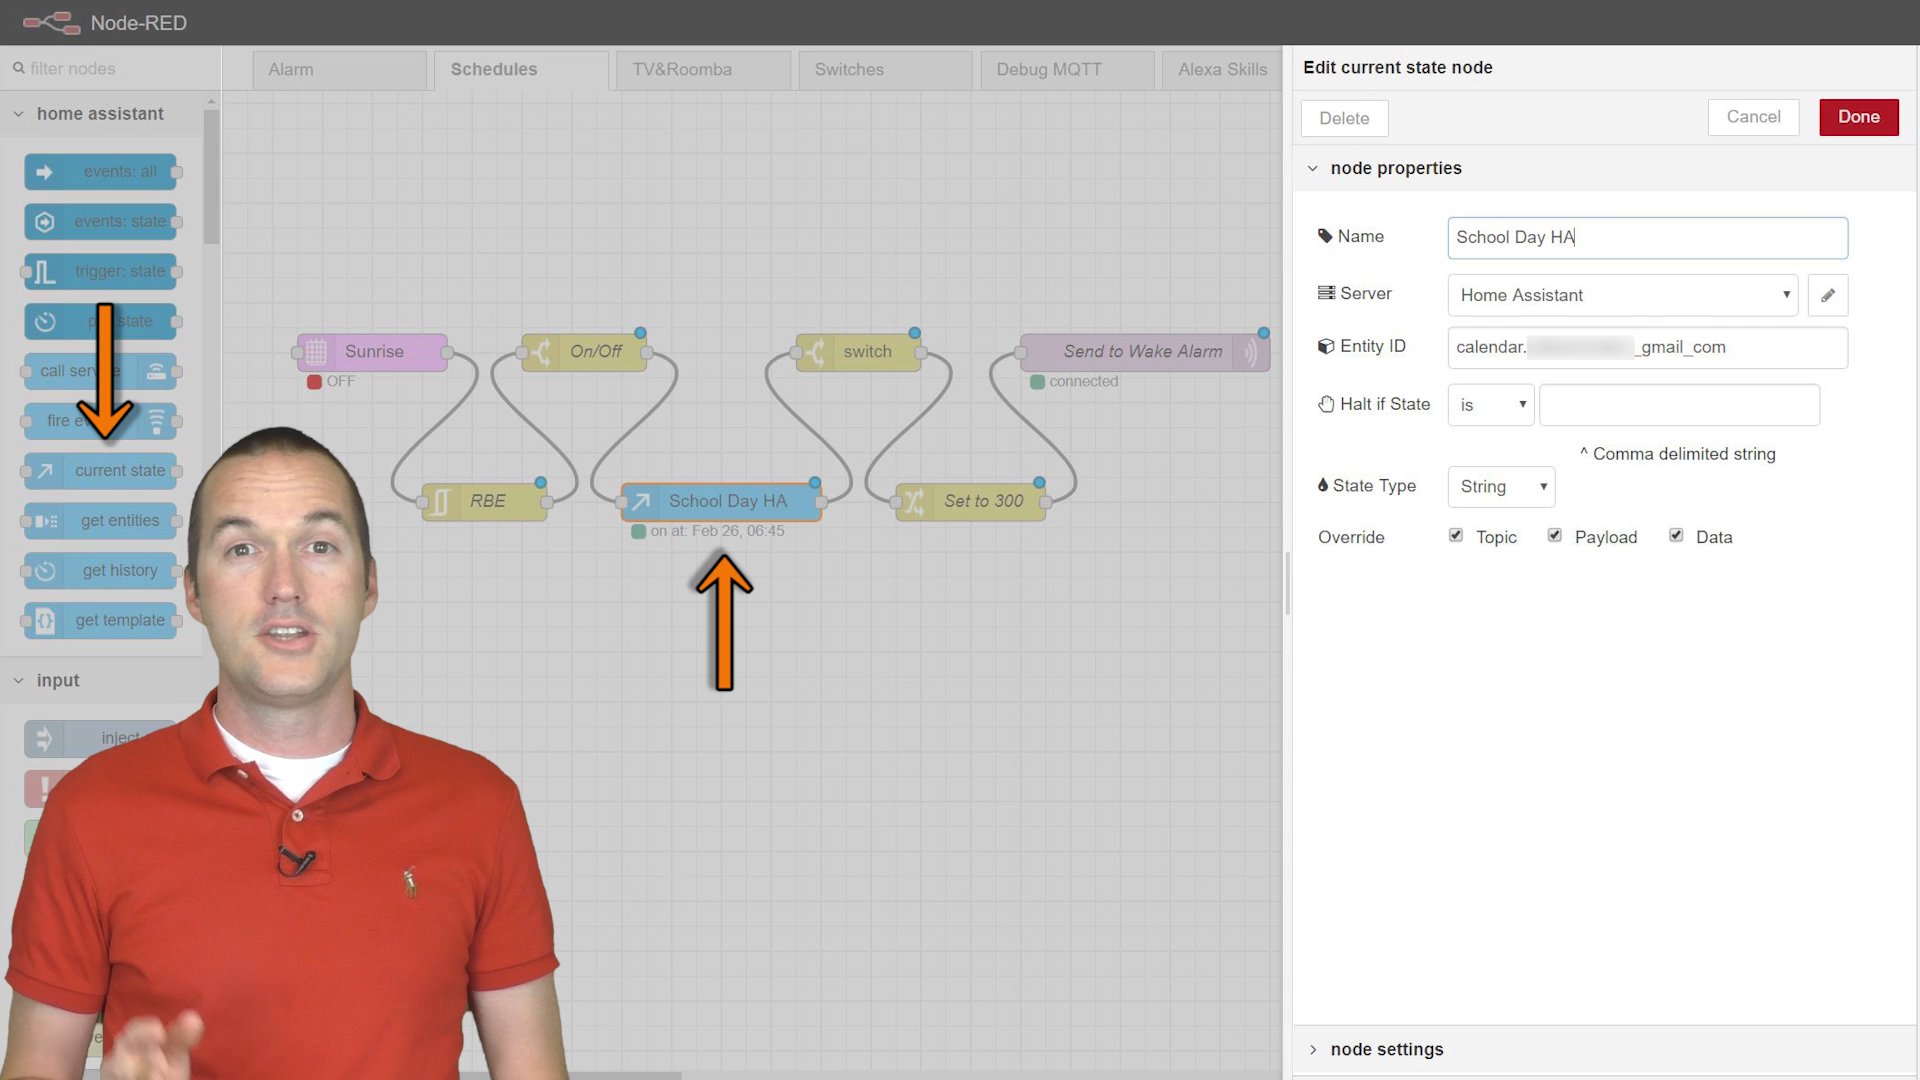 Node-RED
filter nodes
Alarm
Schedules
TV&Roomba
Switches
Debug MQTT
Alexa Skills
home assistant
events: all
events: state
trigger: state
state
call
fire
current state
get entities
get history
get template
input
inject
Sunrise
OFF
On/Off
switch
Send to Wake Alarm
connected
RBE
School Day HA
on at: Feb 26, 06:45
Set to 300
Edit current state node
Delete
Cancel
Done
node properties
Name
School Day HA
Server
Home Assistant
Entity ID
calendar.
_gmail_com
Halt if State
is
^ Comma delimited string
State Type
String
Override
Topic
Payload
Data
node settings